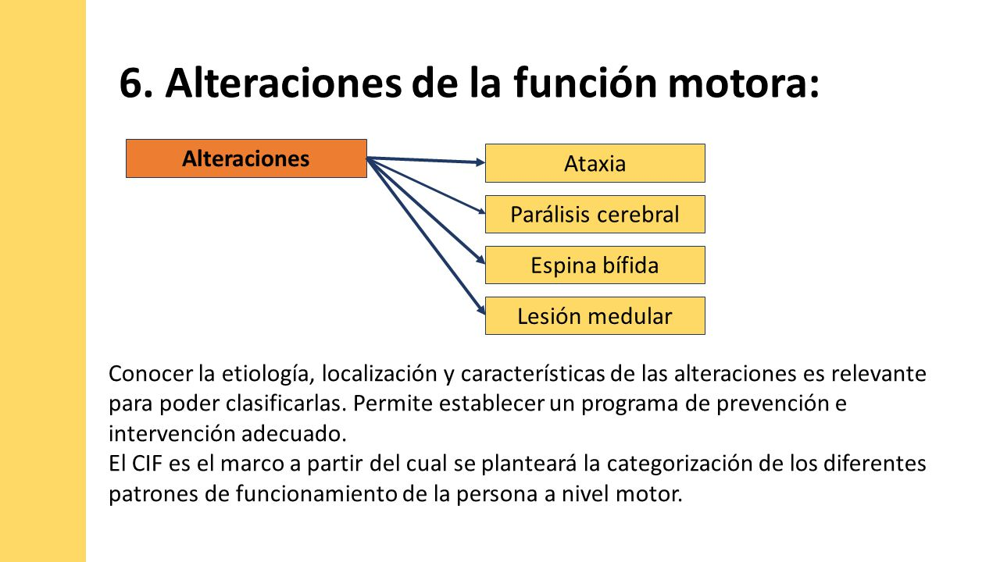 6. Alteraciones de la función motora:
Alteraciones
Ataxia
Parálisis cerebral
Espina bífida
Lesión medular
Conocer la etiología, localización y características de las alteraciones es relevante
para poder clasificarlas. Permite establecer un programa de prevención e
intervención adecuado.
El CIF es el marco a partir del cual se planteará la categorización de los diferentes
patrones de funcionamiento de la persona a nivel motor.